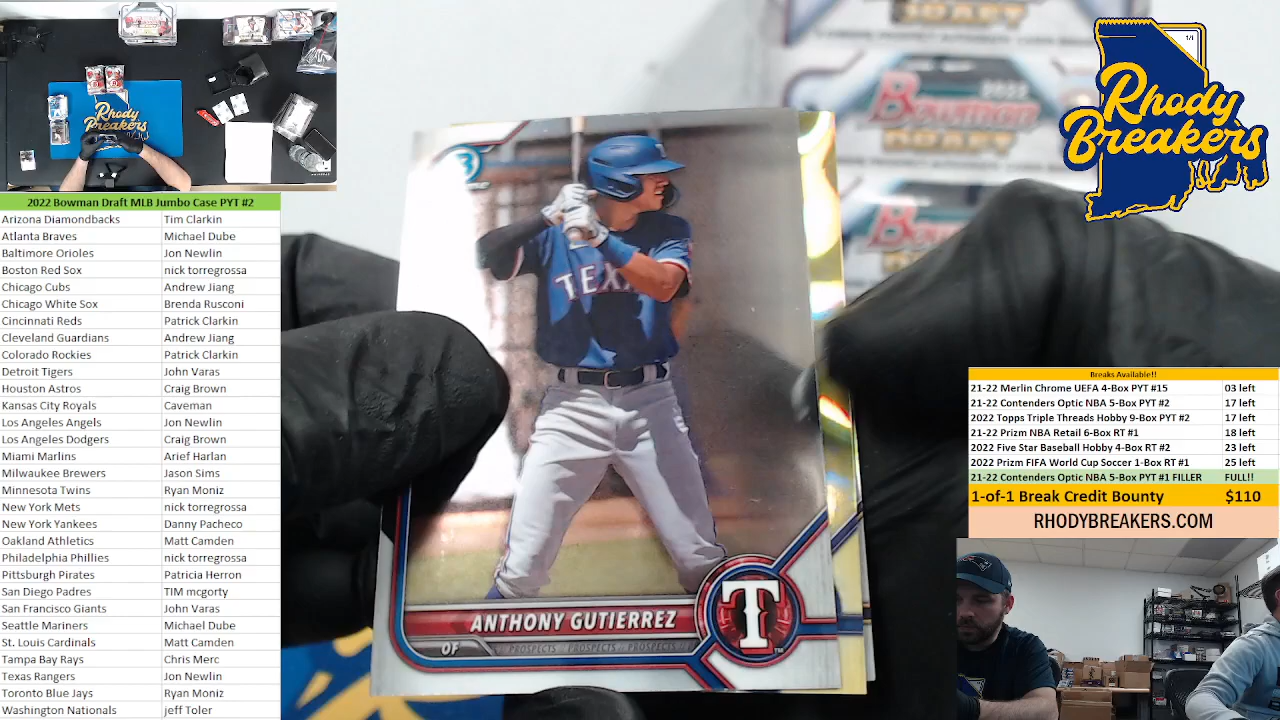 2022 Bowman Draft MLB Jumbo Case PYT #2
Arizona Diamondbacks Tim Clarkin
Atlanta Braves Michael Dube
Baltimore Orioles Jon Newlin
Boston Red Sox nick torregrossa
Chicago Cubs Andrew Jiang
Chicago White Sox Brenda Rusconi
Cincinnati Reds Patrick Clarkin
Cleveland Guardians Andrew Jiang
Colorado Rockies Patrick Clarkin
Detroit Tigers John Varas
Houston Astros Craig Brown
Kansas City Royals Caveman
Los Angeles Angels Jon Newlin
Los Angeles Dodgers Craig Brown
Miami Marlins Arief Harlan
Milwaukee Brewers Jason Sims
Minnesota Twins Ryan Moniz
New York Mets nick torregrossa
New York Yankees Danny Pacheco
Oakland Athletics Matt Camden
Philadelphia Phillies nick torregrossa
Pittsburgh Pirates Patricia Herron
San Diego Padres TIM mcgorty
San Francisco Giants John Varas
Seattle Mariners Michael Dube
St. Louis Cardinals Matt Camden
Tampa Bay Rays Chris Merc
Texas Rangers Jon Newlin
Toronto Blue Jays Ryan Moniz
Washington Nationals jeff Toler
Rhody
Breakers
B
TEX
ANTHONY GUTIERREZ
OF PROSPECTS // PROSPECTS // PROSPECTS
T
DRAFT
2022
Bowman
DRAFT
Bowman
1/1
Rhody
Breakers
Breaks Available!!
21-22 Merlin Chrome UEFA 4-Box PYT #15 03 left
21-22 Contenders Optic NBA 5-Box PYT #2 17 left
2022 Topps Triple Threads Hobby 9-Box PYT #2 17 left
21-22 Prizm NBA Retail 6-Box RT #1 18 left
2022 Five Star Baseball Hobby 4-Box RT #2 23 left
2022 Prizm FIFA World Cup Soccer 1-Box RT #1 25 left
21-22 Contenders Optic NBA 5-Box PYT #1 FILLER FULL!!
1-of-1 Break Credit Bounty $110
RHODYBREAKERS.COM